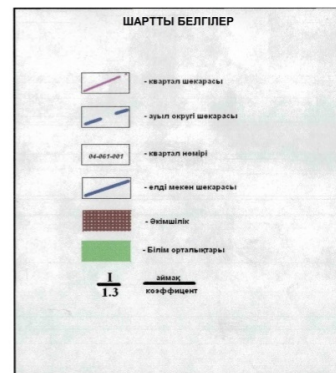 ШАРТТЫ БЕЛГІЛЕР
- квартал шекарасы
- ауыл округі шекарасы
04-061-001 - квартал нөмірі
- елді мекен шекарасы
- Әкімшілік
- Білім орталықтары
I аймақ
1.3 коэффицент